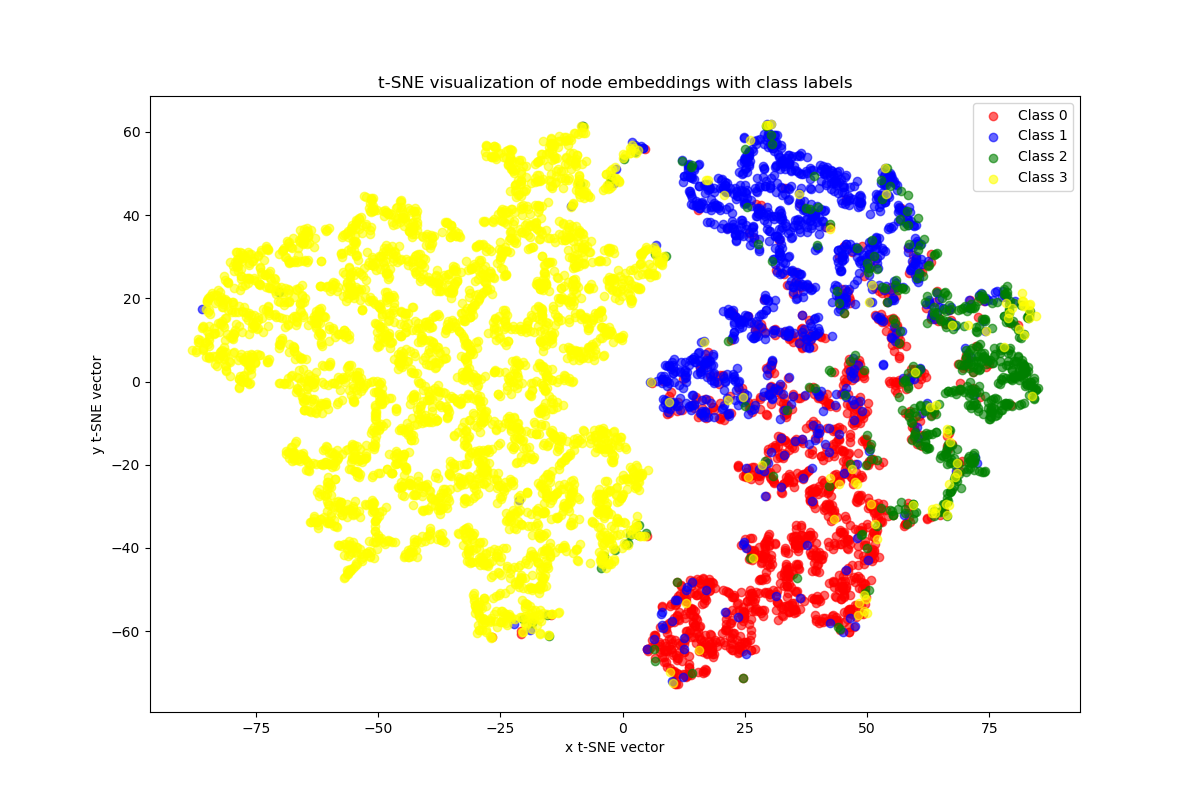 t-SNE visualization of node embeddings with class labels
Class 0
Class 1
Class 2
Class 3
60
40
20
0
−20
−40
−60
y t-SNE vector
−75
−50
−25
0
25
50
75
x t-SNE vector